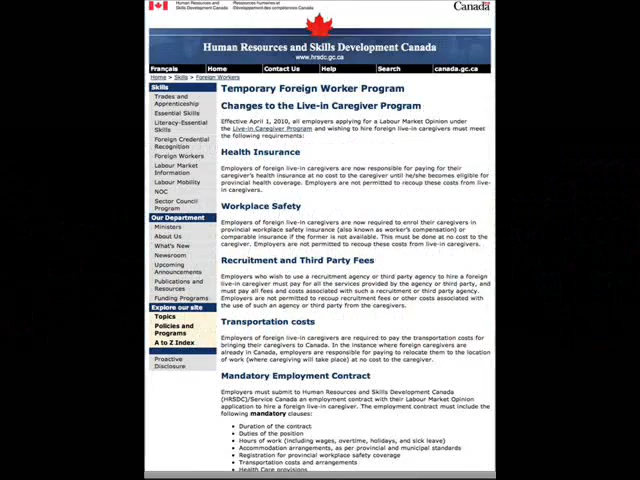 Human Resources and
Skills Development Canada
Ressources humaines et
Développement des compétences Canada
Canada
Human Resources and Skills Development Canada
www.hrsdc.gc.ca
Français Home Contact Us Help Search canada.gc.ca
Home > Skills > Foreign Workers
Skills
Trades and
Apprenticeship
Essential Skills
Literacy-Essential
Skills
Foreign Credential
Recognition
Foreign Workers
Labour Market
Information
Labour Mobility
NOC
Sector Council
Program
Our Department
Ministers
About Us
What's New
Newsroom
Upcoming
Announcements
Publications and
Resources
Funding Programs
Explore our site
Topics
Policies and
Programs
A to Z Index
Proactive
Disclosure
Temporary Foreign Worker Program
Changes to the Live-in Caregiver Program
Effective April 1, 2010, all employers applying for a Labour Market Opinion under
the Live-in Caregiver Program and wishing to hire foreign live-in caregivers must meet
the following requirements:
Health Insurance
Employers of foreign live-in caregivers are now responsible for paying for their
caregiver's health insurance at no cost to the caregiver until he/she becomes eligible for
provincial health coverage. Employers are not permitted to recoup these costs from live-
in caregivers.
Workplace Safety
Employers of foreign live-in caregivers are now required to enrol their caregivers in
provincial workplace safety insurance (also known as worker's compensation) or
comparable insurance if the former is not available. This must be done at no cost to the
caregiver. Employers are not permitted to recoup these costs from live-in caregivers.
Recruitment and Third Party Fees
Employers who wish to use a recruitment agency or third party agency to hire a foreign
live-in caregiver must pay for all the services provided by the agency or third party, and
must pay all fees and costs associated with such a recruitment or third party agency.
Employers are not permitted to recoup recruitment fees or other costs associated with
the use of such an agency or third party from the caregivers.
Transportation costs
Employers of foreign live-in caregivers are required to pay the transportation costs for
bringing their caregivers to Canada. In the instance where foreign caregivers are
already in Canada, employers are responsible for paying to relocate them to the location
of work (where caregiving will take place) at no cost to the caregiver.
Mandatory Employment Contract
Employers must submit to Human Resources and Skills Development Canada
(HRSDC)/Service Canada an employment contract with their Labour Market Opinion
application to hire a foreign live-in caregiver. The employment contract must include the
following mandatory clauses:
• Duration of the contract
• Duties of the position
• Hours of work (including wages, overtime, holidays, and sick leave)
• Accommodation arrangements, as per provincial and municipal standards
• Registration for provincial workplace safety coverage
• Transportation costs and arrangements
• Health Care provisions